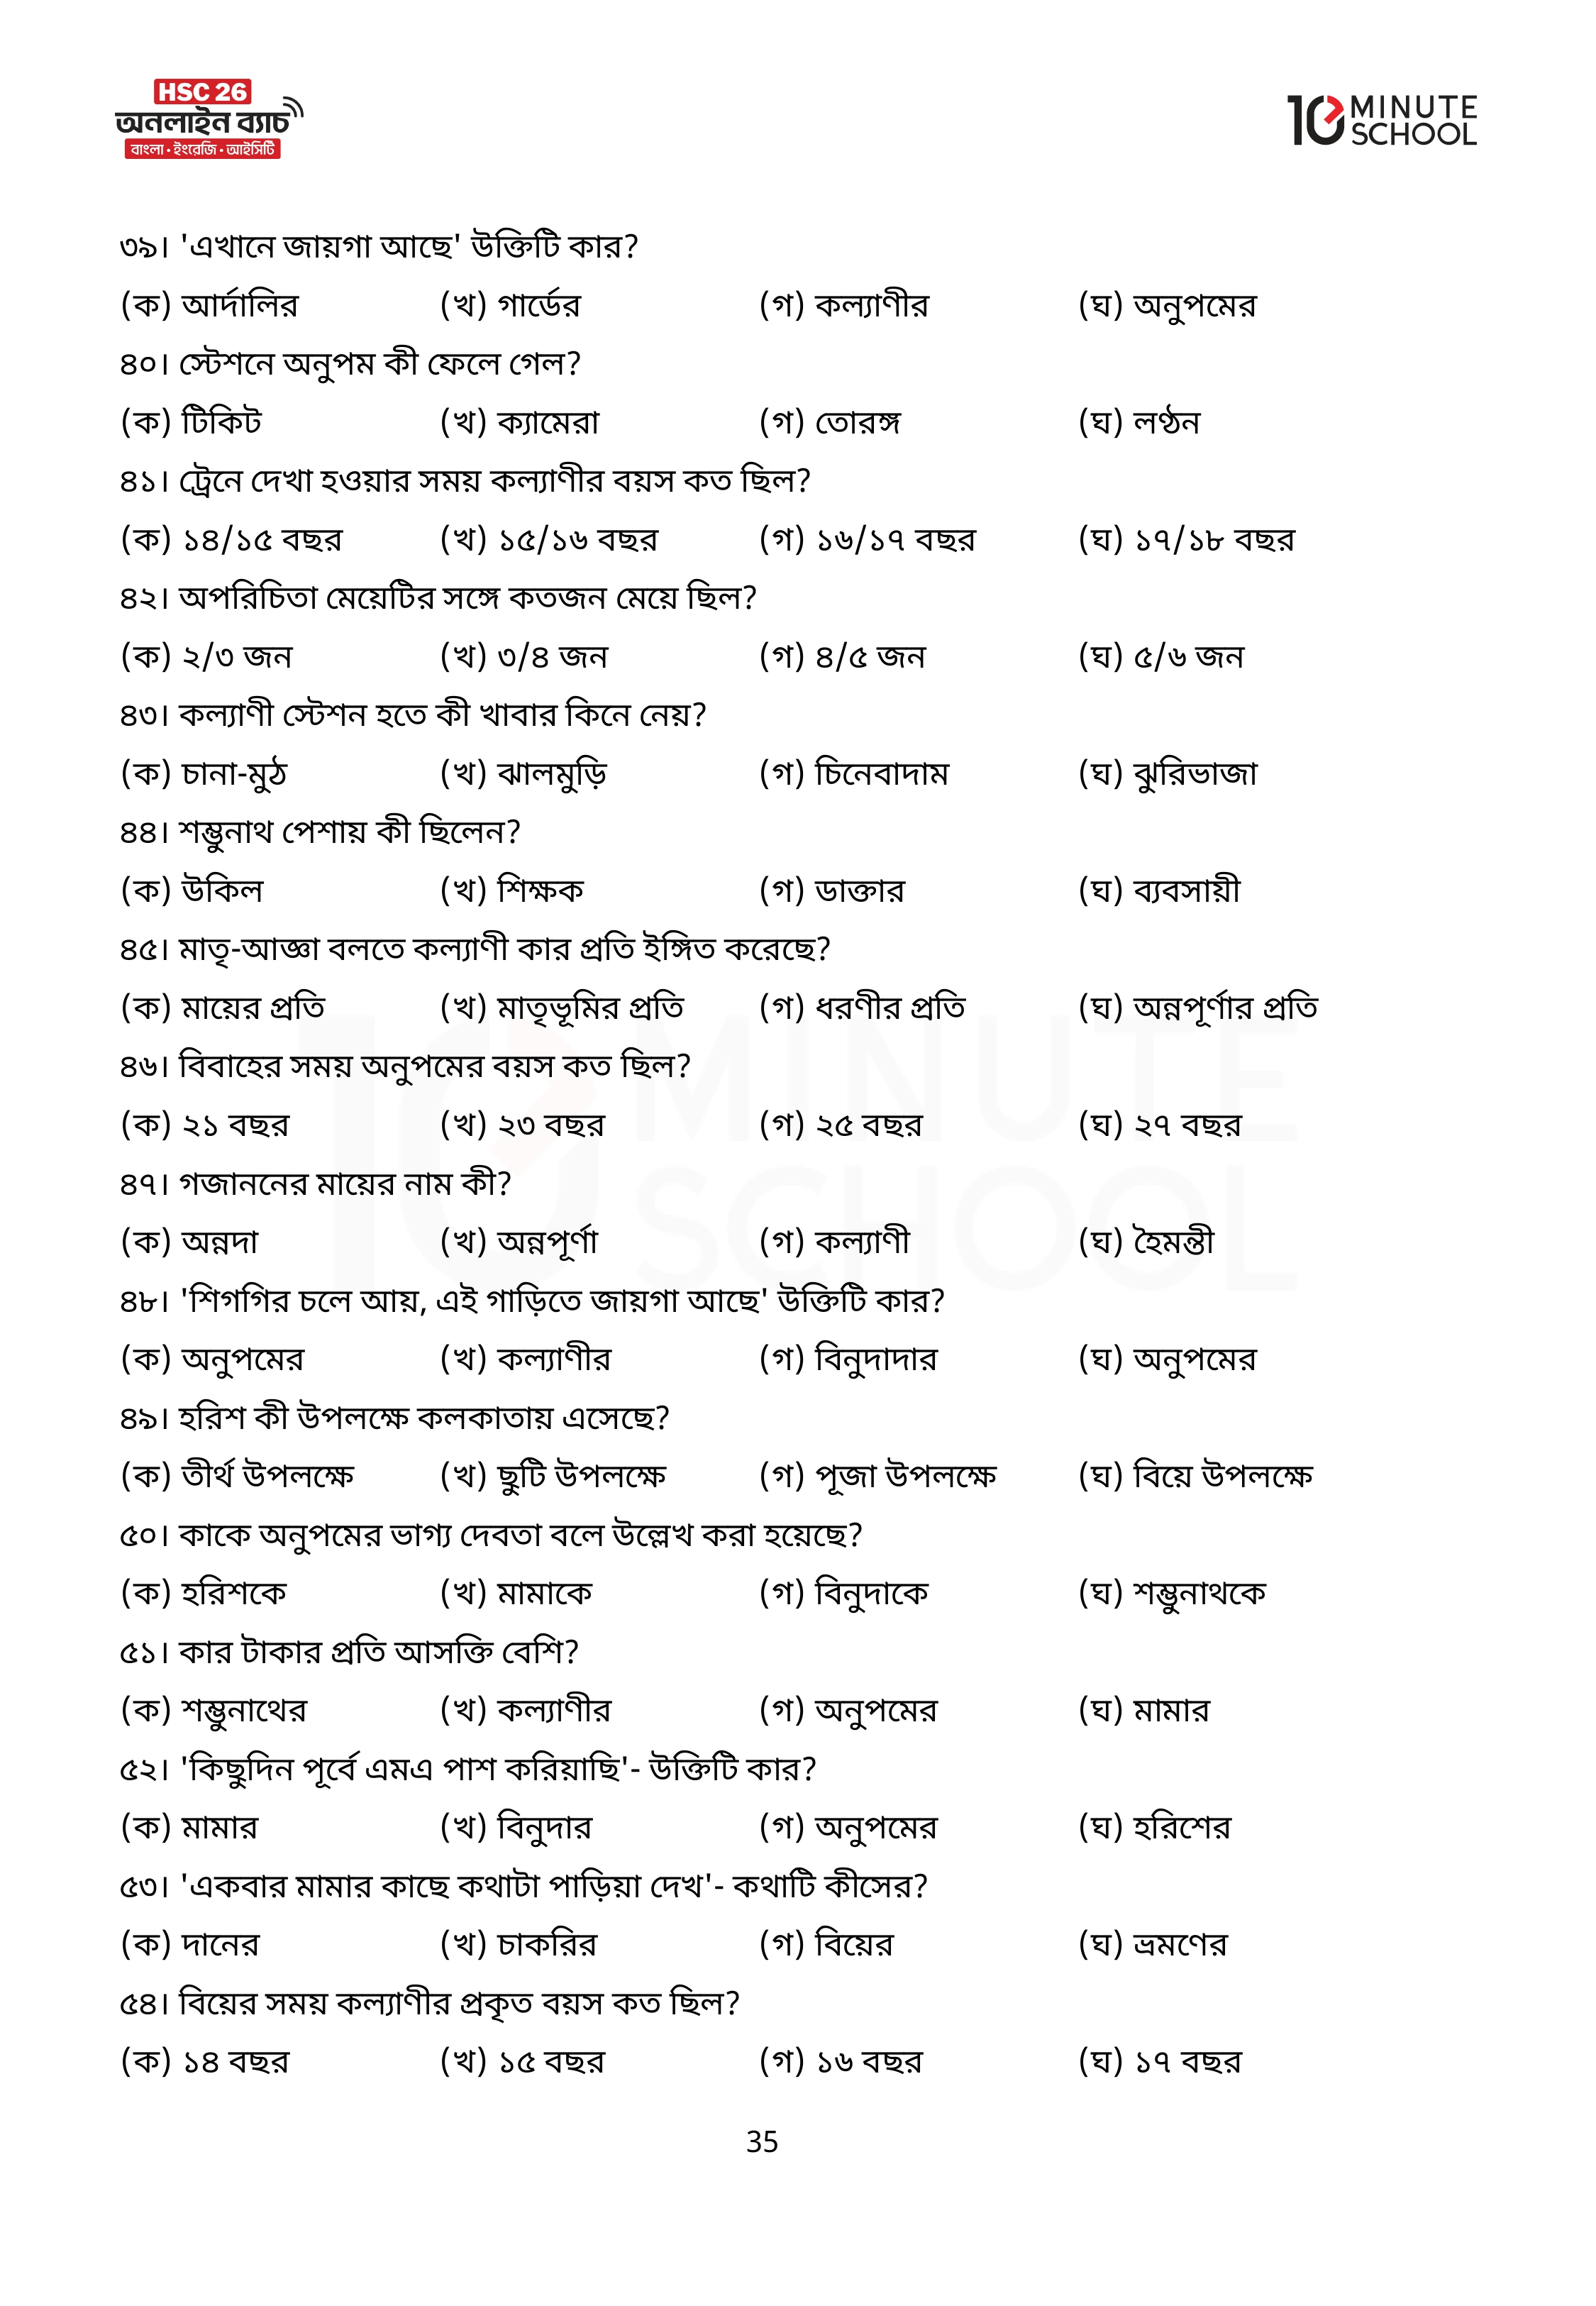 HSC 26
অনলাইন ব্যাচ
বাংলা • ইংরেজি • আইসিটি
10 MINUTE SCHOOL
৩৯। 'এখানে জায়গা আছে' উক্তিটি কার?
(ক) আর্দালির (খ) গার্ডের (গ) কল্যাণীর (ঘ) অনুপমের
৪০। স্টেশনে অনুপম কী ফেলে গেল?
(ক) টিকিট (খ) ক্যামেরা (গ) তোরঙ্গ (ঘ) লণ্ঠন
৪১। ট্রেনে দেখা হওয়ার সময় কল্যাণীর বয়স কত ছিল?
(ক) ১৪/১৫ বছর (খ) ১৫/১৬ বছর (গ) ১৬/১৭ বছর (ঘ) ১৭/১৮ বছর
৪২। অপরিচিতা মেয়েটির সঙ্গে কতজন মেয়ে ছিল?
(ক) ২/৩ জন (খ) ৩/৪ জন (গ) ৪/৫ জন (ঘ) ৫/৬ জন
৪৩। কল্যাণী স্টেশন হতে কী খাবার কিনে নেয়?
(ক) চানা-মুঠ (খ) ঝালমুড়ি (গ) চিনেবাদাম (ঘ) ঝুরিভাজা
৪৪। শম্ভুনাথ পেশায় কী ছিলেন?
(ক) উকিল (খ) শিক্ষক (গ) ডাক্তার (ঘ) ব্যবসায়ী
৪৫। মাতৃ-আজ্ঞা বলতে কল্যাণী কার প্রতি ইঙ্গিত করেছে?
(ক) মায়ের প্রতি (খ) মাতৃভূমির প্রতি (গ) ধরণীর প্রতি (ঘ) অন্নপূর্ণার প্রতি
৪৬। বিবাহের সময় অনুপমের বয়স কত ছিল?
(ক) ২১ বছর (খ) ২৩ বছর (গ) ২৫ বছর (ঘ) ২৭ বছর
৪৭। গজাননের মায়ের নাম কী?
(ক) অন্নদা (খ) অন্নপূর্ণা (গ) কল্যাণী (ঘ) হৈমন্তী
৪৮। 'শিগগির চলে আয়, এই গাড়িতে জায়গা আছে' উক্তিটি কার?
(ক) অনুপমের (খ) কল্যাণীর (গ) বিনুদাদার (ঘ) অনুপমের
৪৯। হরিশ কী উপলক্ষে কলকাতায় এসেছে?
(ক) তীর্থ উপলক্ষে (খ) ছুটি উপলক্ষে (গ) পূজা উপলক্ষে (ঘ) বিয়ে উপলক্ষে
৫০। কাকে অনুপমের ভাগ্য দেবতা বলে উল্লেখ করা হয়েছে?
(ক) হরিশকে (খ) মামাকে (গ) বিনুদাকে (ঘ) শম্ভুনাথকে
৫১। কার টাকার প্রতি আসক্তি বেশি?
(ক) শম্ভুনাথের (খ) কল্যাণীর (গ) অনুপমের (ঘ) মামার
৫২। 'কিছুদিন পূর্বে এমএ পাশ করিয়াছি'- উক্তিটি কার?
(ক) মামার (খ) বিনুদার (গ) অনুপমের (ঘ) হরিশের
৫৩। 'একবার মামার কাছে কথাটা পাড়িয়া দেখ'- কথাটি কীসের?
(ক) দানের (খ) চাকরির (গ) বিয়ের (ঘ) ভ্রমণের
৫৪। বিয়ের সময় কল্যাণীর প্রকৃত বয়স কত ছিল?
(ক) ১৪ বছর (খ) ১৫ বছর (গ) ১৬ বছর (ঘ) ১৭ বছর
35